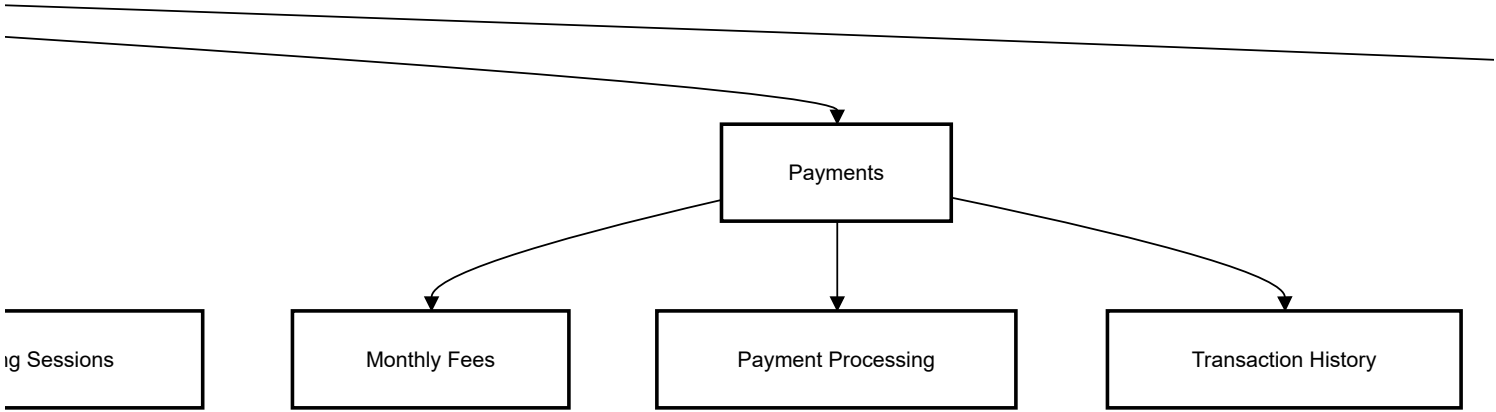 Payments
Sessions
Monthly Fees
Payment Processing
Transaction History